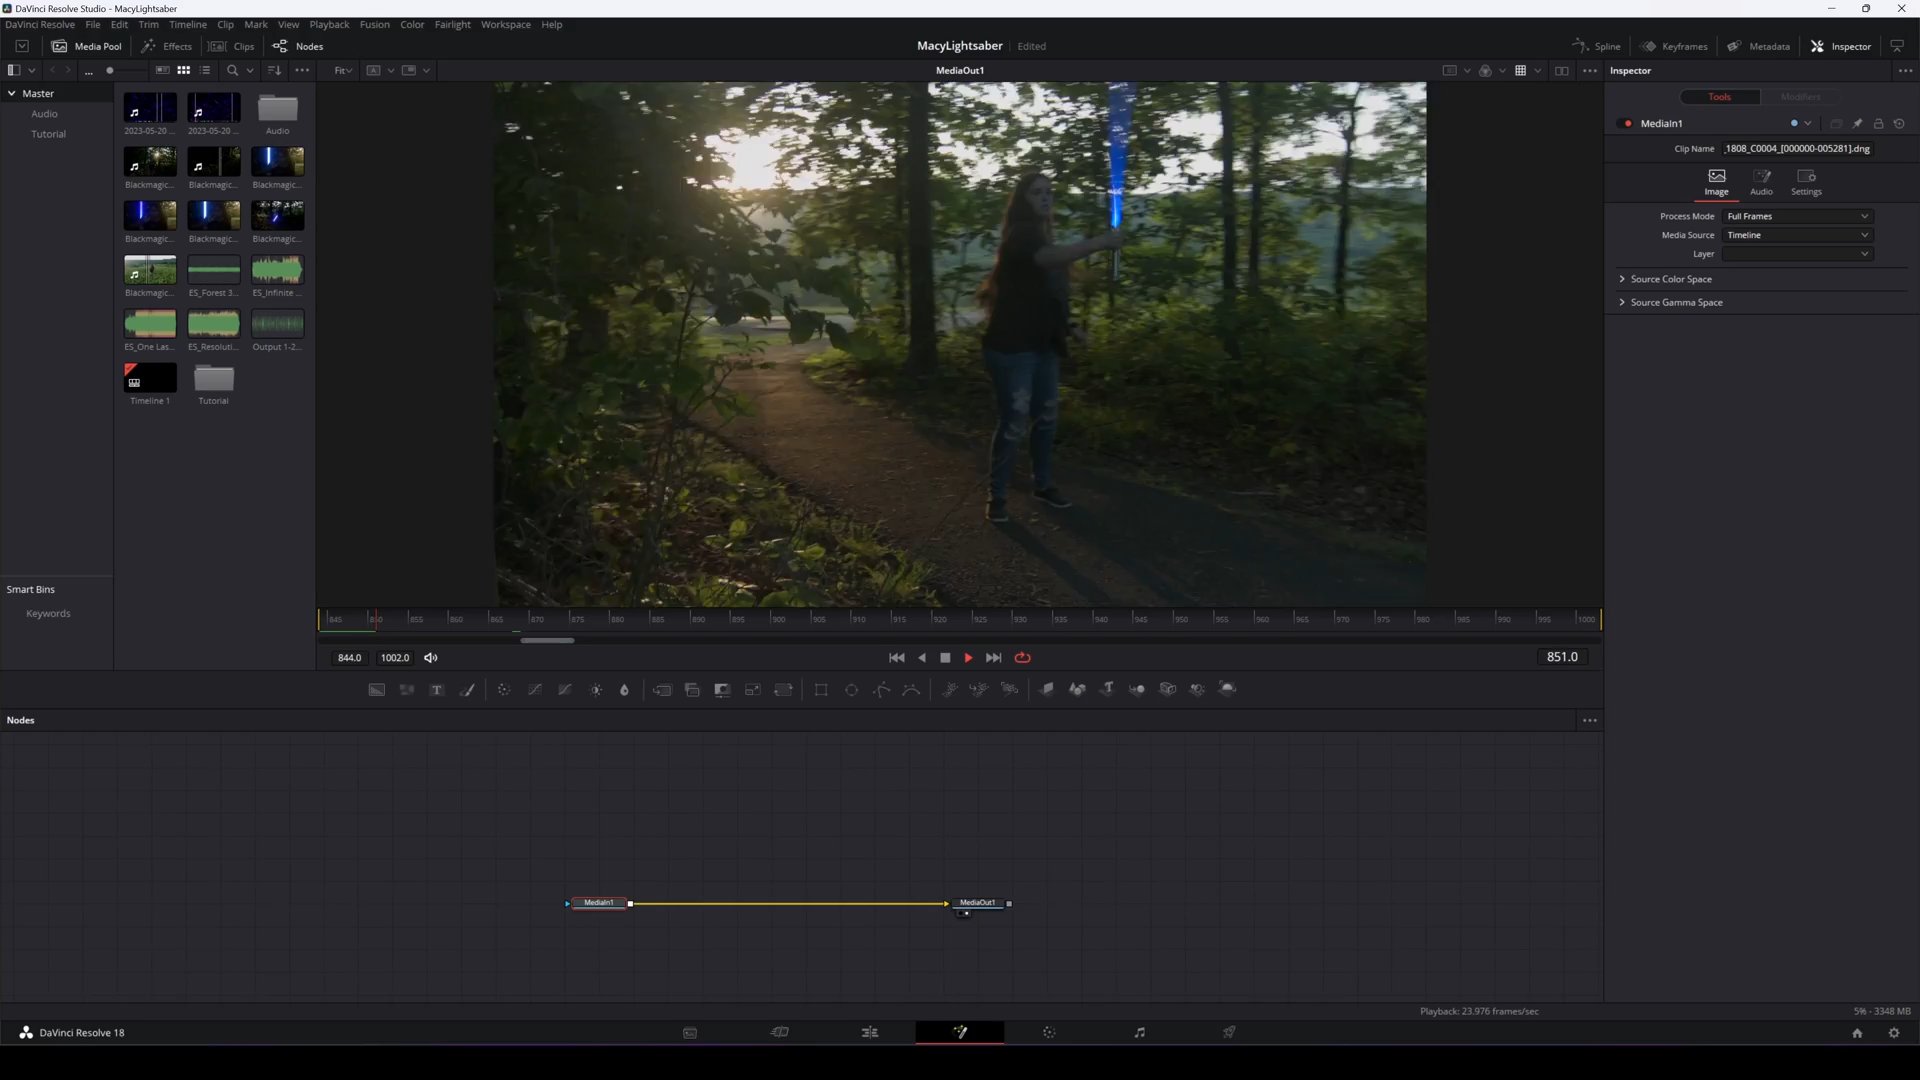 DaVinci Resolve Studio - MacyLightsaber
DaVinci Resolve File Edit Trim Timeline Clip Mark View Playback Fusion Color Fairlight Workspace Help
Media Pool Effects Clips Nodes
MacyLightsaber Edited
Spline Keyframes Metadata Inspector
... Fit MediaOut1 Inspector
Master
Audio
Tutorial
2023-05-20 ... 2023-05-20 ... Audio
Blackmagic... Blackmagic... Blackmagic...
Blackmagic... Blackmagic... Blackmagic...
Blackmagic... ES_Forest 3... ES_Infinite ...
ES_One Las... ES_Resoluti... Output 1-2...
Timeline 1 Tutorial
Smart Bins
Keywords
Tools Modifiers
MediaIn1
Clip Name 1808_C0004_[000000-005281].dng
Image Audio Settings
Process Mode Full Frames
Media Source Timeline
Layer
Source Color Space
Source Gamma Space
845 850 855 860 865 870 875 880 885 890 895 900 905 910 915 920 925 930 935 940 945 950 955 960 965 970 975 980 985 990 995 1000
844.0 1002.0 851.0
Nodes
MediaIn1 MediaOut1
Playback: 23.976 frames/sec 5% - 3348 MB
DaVinci Resolve 18